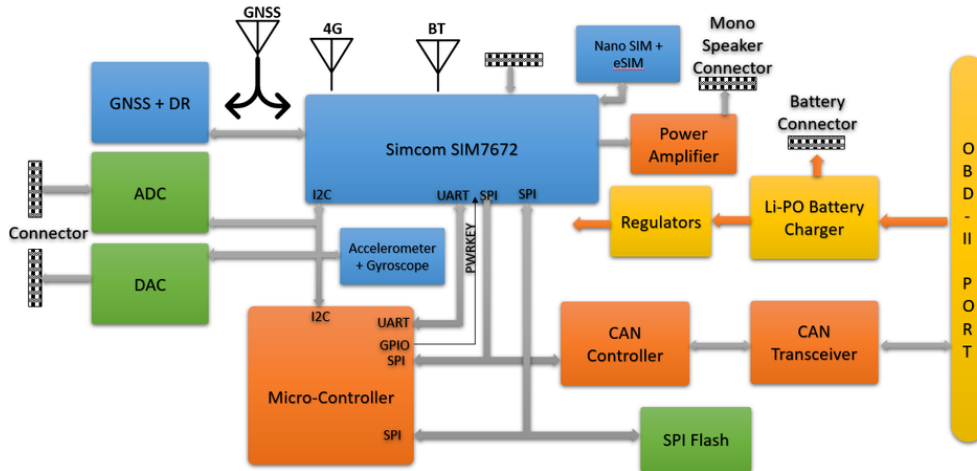 GNSS
4G
BT
Nano SIM +
eSIM
Mono
Speaker
Connector
GNSS + DR
Simcom SIM7672
I2C
UART
SPI
SPI
Power
Amplifier
Battery
Connector
ADC
Connector
DAC
Accelerometer
+ Gyroscope
PWRKEY
Regulators
Li-PO Battery
Charger
I2C
UART
GPIO
SPI
Micro-Controller
SPI
CAN
Controller
CAN
Transceiver
SPI Flash
O
B
D
-
I
I
P
O
R
T